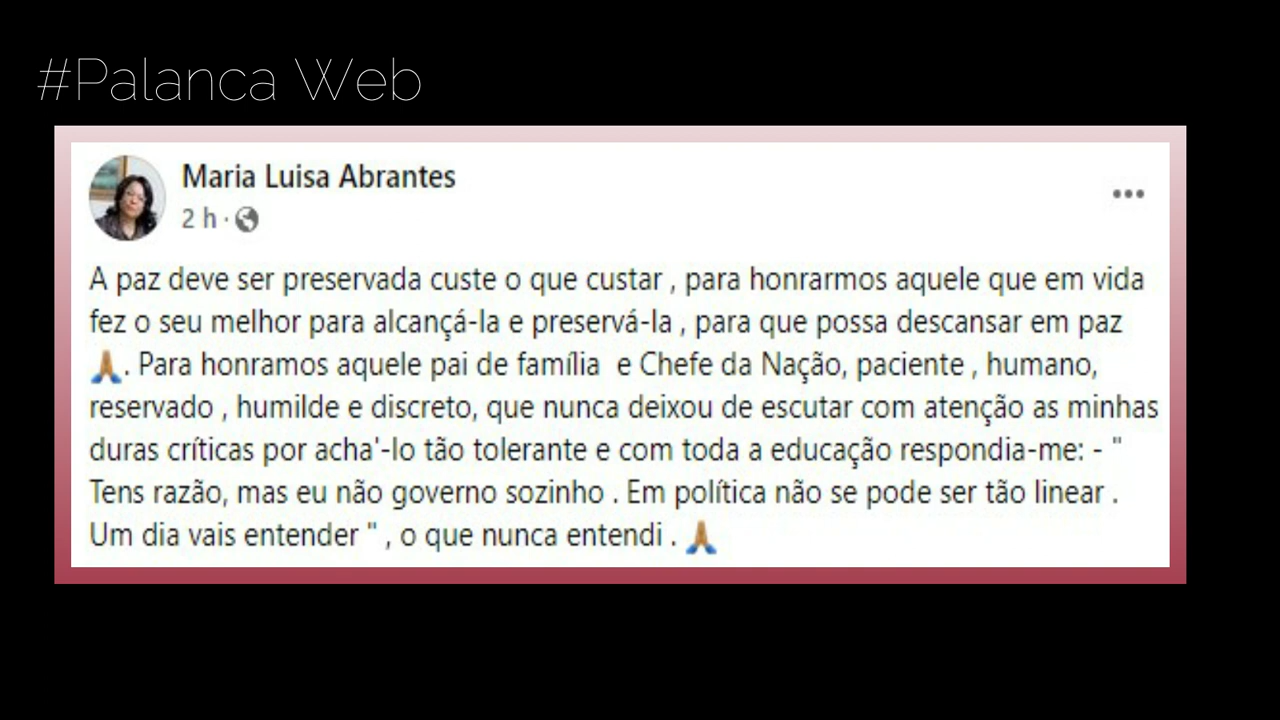 #Palanca Web
Maria Luisa Abrantes
2 h ·
A paz deve ser preservada custe o que custar , para honrarmos aquele que em vida
fez o seu melhor para alcançá-la e preservá-la , para que possa descansar em paz
🙏🏽. Para honramos aquele pai de família  e Chefe da Nação, paciente , humano,
reservado , humilde e discreto, que nunca deixou de escutar com atenção as minhas
duras críticas por acha'-lo tão tolerante e com toda a educação respondia-me: - "
Tens razão, mas eu não governo sozinho . Em política não se pode ser tão linear .
Um dia vais entender " , o que nunca entendi . 🙏🏽